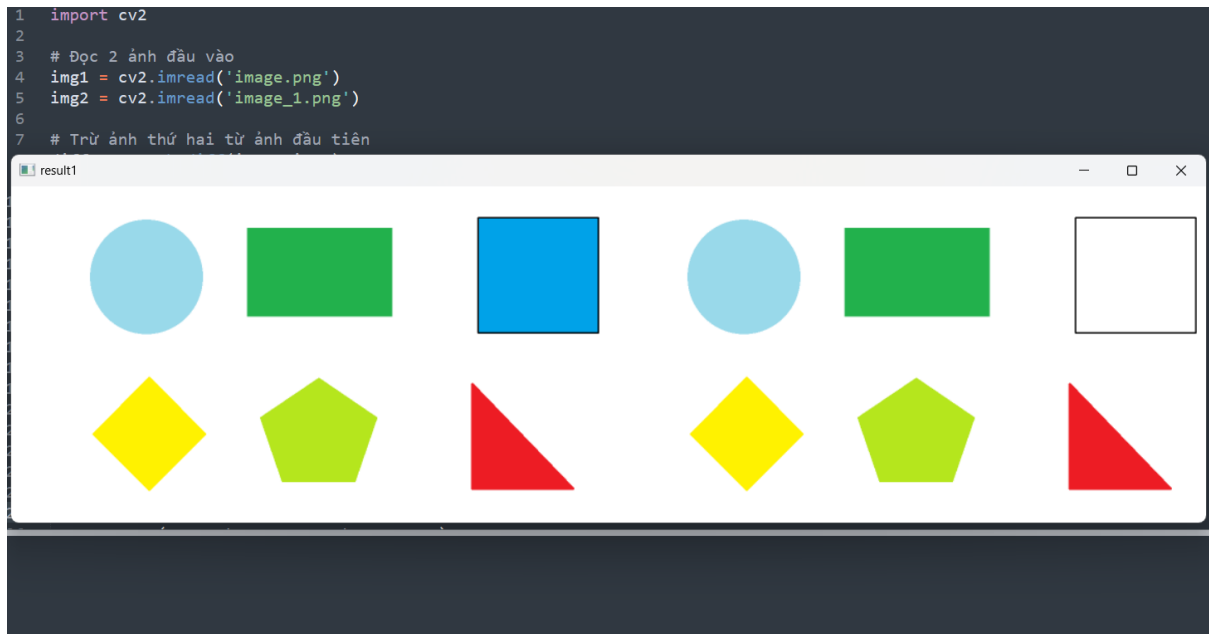 1 import cv2
2
3 # Đọc 2 ảnh đầu vào
4 img1 = cv2.imread('image.png')
5 img2 = cv2.imread('image_1.png')
6
7 # Trừ ảnh thứ hai từ ảnh đầu tiên
result1